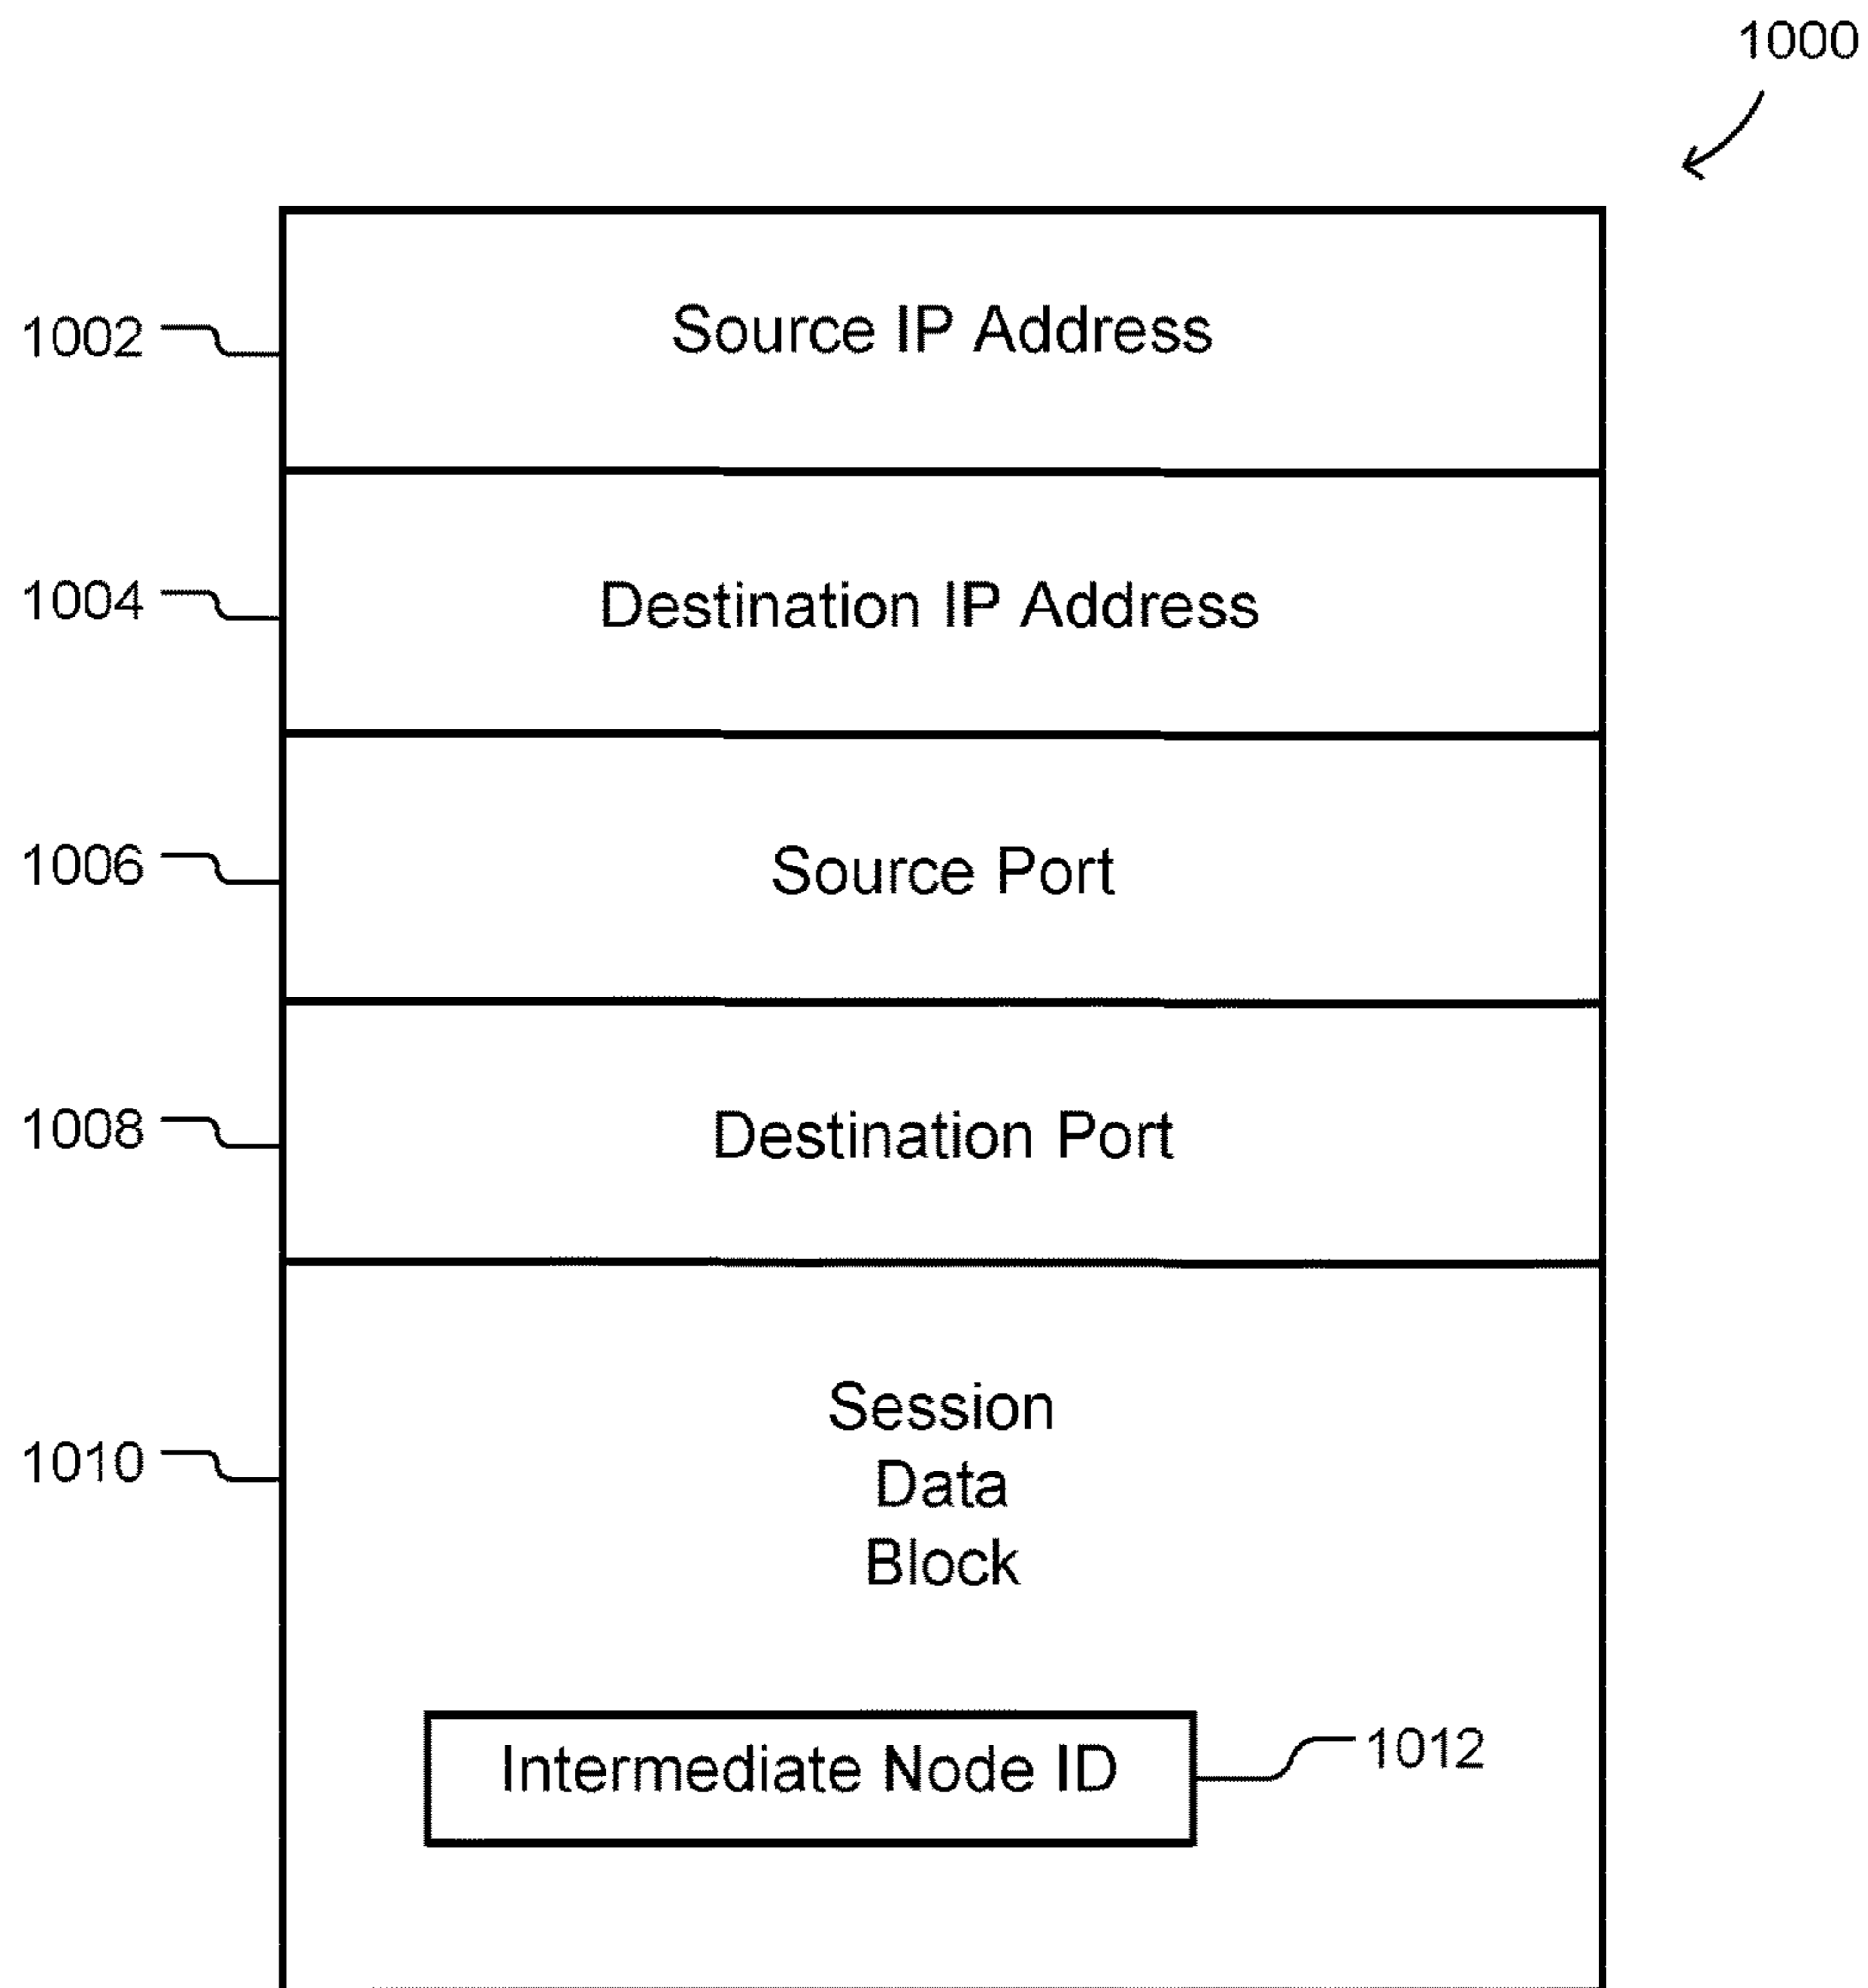 1000
1002
Source IP Address
1004
Destination IP Address
1006
Source Port
1008
Destination Port
1010
Session
Data
Block
Intermediate Node ID
1012